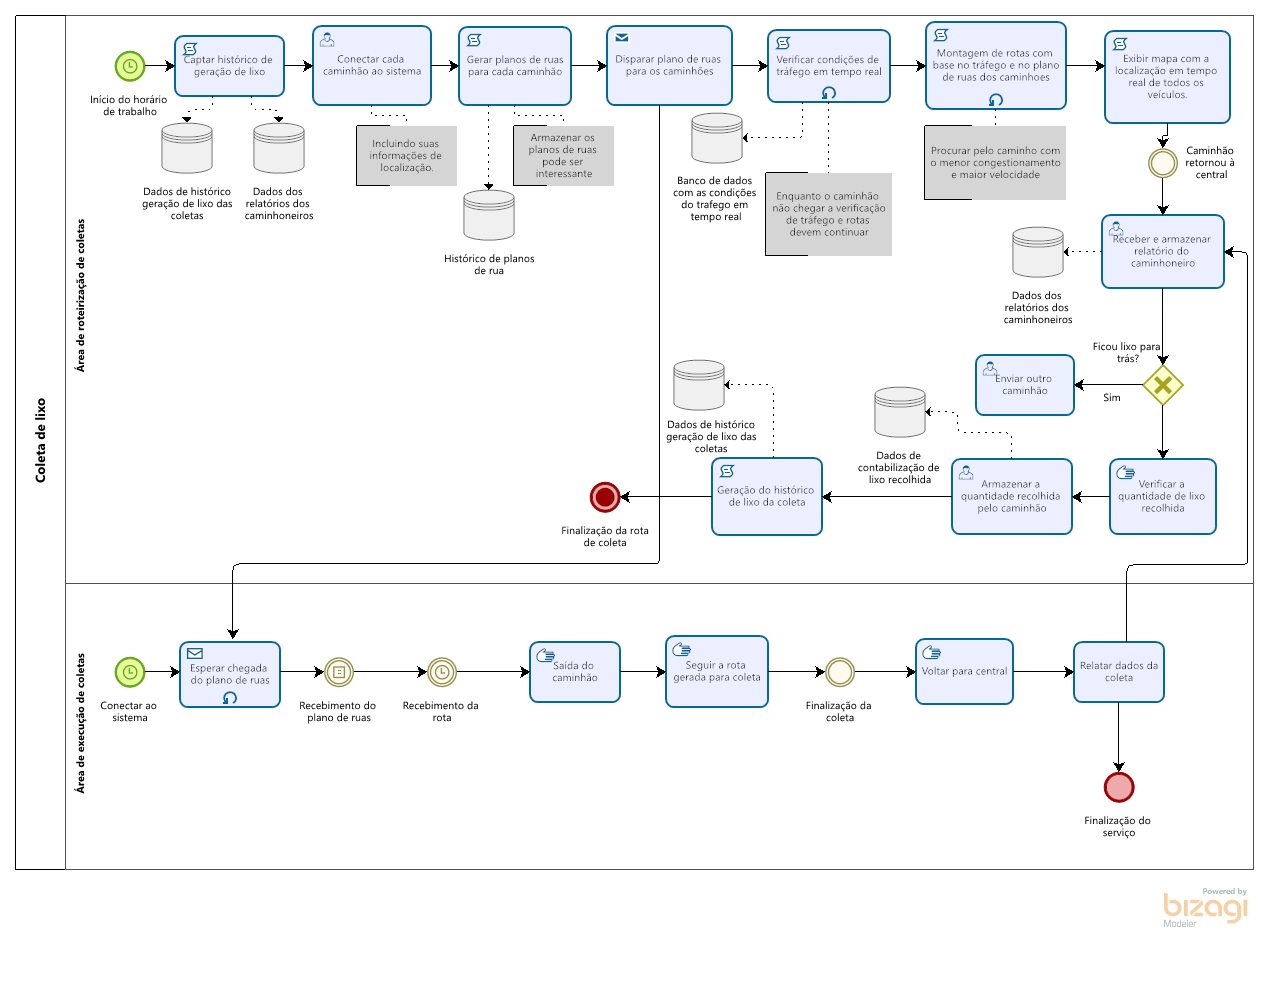 Coleta de lixo
Área de roteirização de coletas
Início do horário
de trabalho
Captar histórico de
geração de lixo
Dados de histórico
geração de lixo das
coletas
Dados dos
relatórios dos
caminhoneiros
Conectar cada
caminhão ao sistema
Incluindo suas
informações de
localização.
Gerar planos de ruas
para cada caminhão
Armazenar os
planos de ruas
pode ser
interessante
Histórico de planos
de rua
Disparar plano de ruas
para os caminhões
Verificar condições de
tráfego em tempo real
Banco de dados
com as condições
do trafego em
tempo real
Enquanto o caminhão
não chegar a verificação
de tráfego e rotas
devem continuar
Montagem de rotas com
base no tráfego e no plano
de ruas dos caminhoes
Procurar pelo caminho com
o menor congestionamento
e maior velocidade
Exibir mapa com a
localização em tempo
real de todos os
veículos.
Caminhão
retornou à
central
Receber e armazenar
relatório do
caminhoneiro
Dados dos
relatórios dos
caminhoneiros
Ficou lixo para
trás?
Sim
Enviar outro
caminhão
Verificar a
quantidade de lixo
recolhida
Armazenar a
quantidade recolhida
pelo caminhão
Dados de
contabilização de
lixo recolhida
Geração do histórico
de lixo da coleta
Dados de histórico
geração de lixo das
coletas
Finalização da rota
de coleta
Área de execução de coletas
Conectar ao
sistema
Esperar chegada
do plano de ruas
Recebimento do
plano de ruas
Recebimento da
rota
Saída do
caminhão
Seguir a rota
gerada para coleta
Finalização da
coleta
Voltar para central
Relatar dados da
coleta
Finalização do
serviço
Powered by
bizagi
Modeler